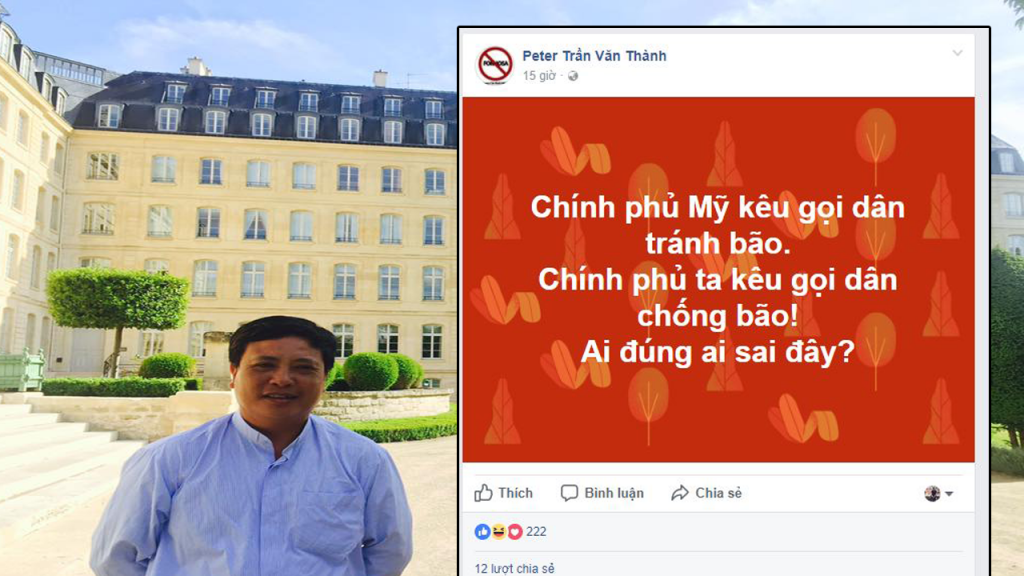 FORMOSA
Peter Trần Văn Thành
15 giờ ·
Chính phủ Mỹ kêu gọi dân
tránh bão.
Chính phủ ta kêu gọi dân
chống bão!
Ai đúng ai sai đây?
Thích Bình luận Chia sẻ
222
12 lượt chia sẻ